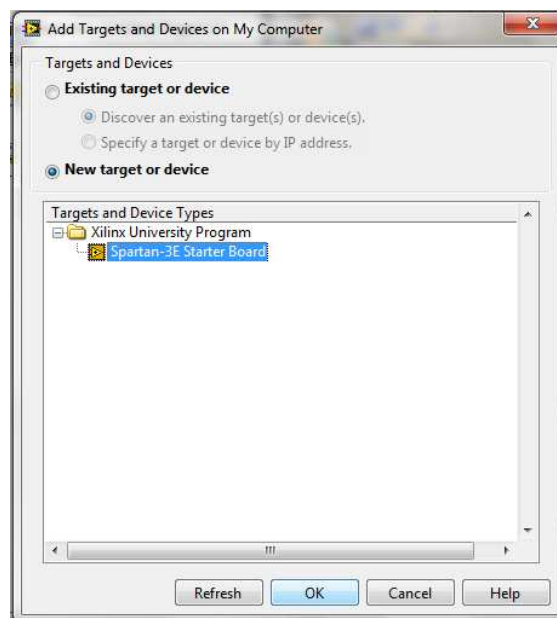 Add Targets and Devices on My Computer
Targets and Devices
Existing target or device
Discover an existing target(s) or device(s).
Specify a target or device by IP address.
New target or device
Targets and Device Types
Xilinx University Program
Spartan-3E Starter Board
Refresh OK Cancel Help